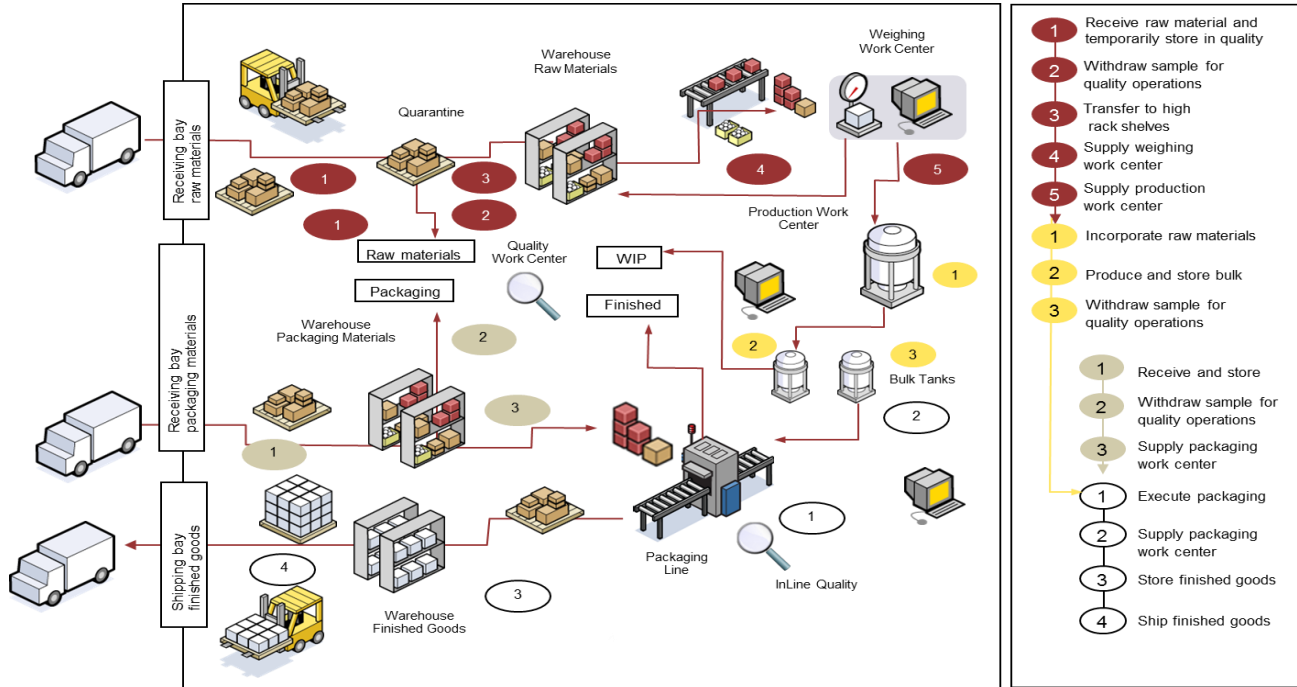 Weighing
Work Center
Warehouse
Raw Materials
Quarantine
Receiving bay
raw materials
1
1
3
2
4
5
Raw materials
Quality
Work Center
Packaging
Production Work
Center
WIP
Finished
1
2
3
Bulk Tanks
2
Receiving bay
packaging materials
Warehouse
Packaging Materials
2
3
1
Shipping bay
finished goods
4
Warehouse
Finished Goods
3
Packaging
Line
1
InLine Quality
1 Receive raw material and
temporarily store in quality
2 Withdraw sample for
quality operations
3 Transfer to high
rack shelves
4 Supply weighing
work center
5 Supply production
work center
1 Incorporate raw materials
2 Produce and store bulk
3 Withdraw sample for
quality operations
1 Receive and store
2 Withdraw sample for
quality operations
3 Supply packaging
work center
1 Execute packaging
2 Supply packaging
work center
3 Store finished goods
4 Ship finished goods